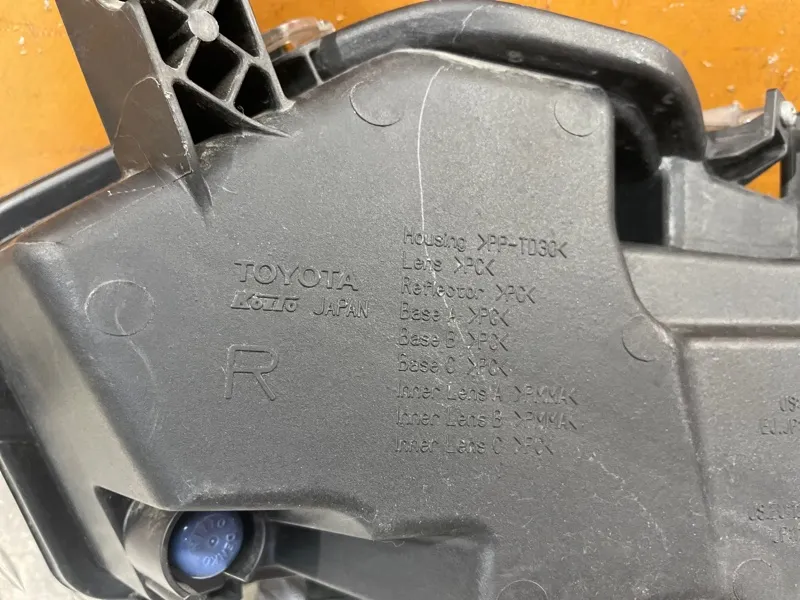 TOYOTA
KOITO JAPAN
R
Housing >PP-TD30<
Lens >PC<
Reflector >PC<
Base A >PC<
Base B >PC<
Base C >PC<
Inner Lens A >PMMA<
Inner Lens B >PMMA<
Inner Lens C >PC<